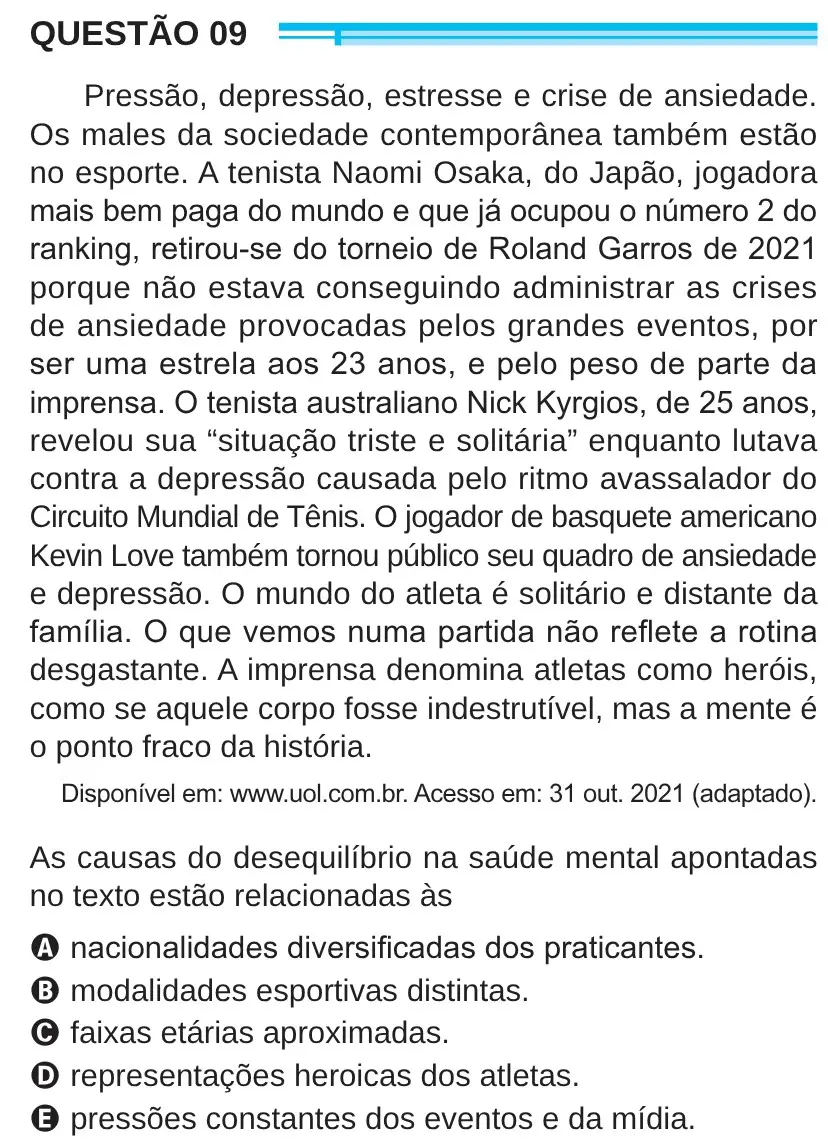 QUESTÃO 09
Pressão, depressão, estresse e crise de ansiedade.
Os males da sociedade contemporânea também estão
no esporte. A tenista Naomi Osaka, do Japão, jogadora
mais bem paga do mundo e que já ocupou o número 2 do
ranking, retirou-se do torneio de Roland Garros de 2021
porque não estava conseguindo administrar as crises
de ansiedade provocadas pelos grandes eventos, por
ser uma estrela aos 23 anos, e pelo peso de parte da
imprensa. O tenista australiano Nick Kyrgios, de 25 anos,
revelou sua “situação triste e solitária” enquanto lutava
contra a depressão causada pelo ritmo avassalador do
Circuito Mundial de Tênis. O jogador de basquete americano
Kevin Love também tornou público seu quadro de ansiedade
e depressão. O mundo do atleta é solitário e distante da
família. O que vemos numa partida não reflete a rotina
desgastante. A imprensa denomina atletas como heróis,
como se aquele corpo fosse indestrutível, mas a mente é
o ponto fraco da história.
Disponível em: www.uol.com.br. Acesso em: 31 out. 2021 (adaptado).
As causas do desequilíbrio na saúde mental apontadas
no texto estão relacionadas às
A nacionalidades diversificadas dos praticantes.
B modalidades esportivas distintas.
C faixas etárias aproximadas.
D representações heroicas dos atletas.
E pressões constantes dos eventos e da mídia.